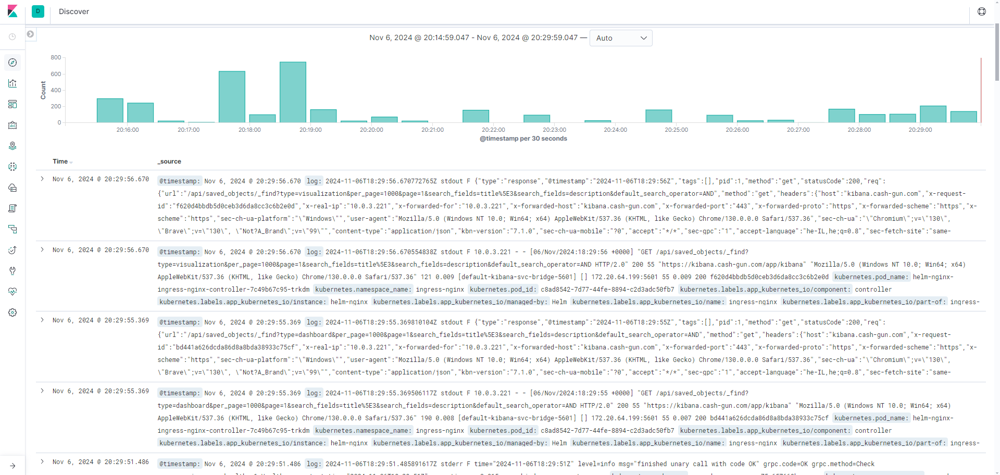 D Discover
Nov 6, 2024 @ 20:14:59.047 - Nov 6, 2024 @ 20:29:59.047 — Auto
800
600
400
200
0
Count
20:16:00 20:17:00 20:18:00 20:19:00 20:20:00 20:21:00 20:22:00 20:23:00 20:24:00 20:25:00 20:26:00 20:27:00 20:28:00 20:29:00
@timestamp per 30 seconds
Time _source
Nov 6, 2024 @ 20:29:56.670 @timestamp: Nov 6, 2024 @ 20:29:56.670 log: 2024-11-06T18:29:56.670772765Z stdout F {"type":"response","@timestamp":"2024-11-06T18:29:56Z","tags":[],"pid":1,"method":"get","statusCode":200,"req":
{"url":"/api/saved_objects/_find?type=visualization&per_page=1000&page=1&search_fields=title%5E3&search_fields=description&default_search_operator=AND","method":"get","headers":{"host":"kibana.cash-gun.com","x-request-
id":"f620d4bbdb5d0ceb3d6da8cc3c6b2e0d","x-real-ip":"10.0.3.221","x-forwarded-for":"10.0.3.221","x-forwarded-host":"kibana.cash-gun.com","x-forwarded-port":"443","x-forwarded-proto":"https","x-forwarded-scheme":"https","x-
scheme":"https","sec-ch-ua-platform":"\"Windows\"","user-agent":"Mozilla/5.0 (Windows NT 10.0; Win64; x64) AppleWebKit/537.36 (KHTML, like Gecko) Chrome/130.0.0.0 Safari/537.36","sec-ch-ua":"\"Chromium\";v=\"130\",
\"Brave\";v=\"130\", \"Not?A_Brand\";v=\"99\"","content-type":"application/json","kbn-version":"7.1.0","sec-ch-ua-mobile":"?0","accept":"*/*","sec-gpc":"1","accept-language":"he-IL,he;q=0.8","sec-fetch-site":"same-
Nov 6, 2024 @ 20:29:56.670 @timestamp: Nov 6, 2024 @ 20:29:56.670 log: 2024-11-06T18:29:56.670554838Z stdout F 10.0.3.221 - - [06/Nov/2024:18:29:56 +0000] "GET /api/saved_objects/_find?
type=visualization&per_page=1000&page=1&search_fields=title%5E3&search_fields=description&default_search_operator=AND HTTP/2.0" 200 55 "https://kibana.cash-gun.com/app/kibana" "Mozilla/5.0 (Windows NT 10.0; Win64; x64)
AppleWebKit/537.36 (KHTML, like Gecko) Chrome/130.0.0.0 Safari/537.36" 121 0.009 [default-kibana-svc-bridge-5601] [] 172.20.64.199:5601 55 0.009 200 f620d4bbdb5d0ceb3d6da8cc3c6b2e0d kubernetes.pod_name: helm-nginx-
ingress-nginx-controller-7c49b67c95-trkdm kubernetes.namespace_name: ingress-nginx kubernetes.pod_id: c8ad8542-7d77-44fe-8894-c2d3adc50fb7 kubernetes.labels.app_kubernetes_io/component: controller
kubernetes.labels.app_kubernetes_io/instance: helm-nginx kubernetes.labels.app_kubernetes_io/managed-by: Helm kubernetes.labels.app_kubernetes_io/name: ingress-nginx kubernetes.labels.app_kubernetes_io/part-of: ingress-
Nov 6, 2024 @ 20:29:55.369 @timestamp: Nov 6, 2024 @ 20:29:55.369 log: 2024-11-06T18:29:55.369810104Z stdout F {"type":"response","@timestamp":"2024-11-06T18:29:55Z","tags":[],"pid":1,"method":"get","statusCode":200,"req":
{"url":"/api/saved_objects/_find?type=dashboard&per_page=1000&page=1&search_fields=title%5E3&search_fields=description&default_search_operator=AND","method":"get","headers":{"host":"kibana.cash-gun.com","x-request-
id":"bd441a626dcda86d8a8bda38933c75cf","x-real-ip":"10.0.3.221","x-forwarded-for":"10.0.3.221","x-forwarded-host":"kibana.cash-gun.com","x-forwarded-port":"443","x-forwarded-proto":"https","x-forwarded-scheme":"https","x-
scheme":"https","sec-ch-ua-platform":"\"Windows\"","user-agent":"Mozilla/5.0 (Windows NT 10.0; Win64; x64) AppleWebKit/537.36 (KHTML, like Gecko) Chrome/130.0.0.0 Safari/537.36","sec-ch-ua":"\"Chromium\";v=\"130\",
\"Brave\";v=\"130\", \"Not?A_Brand\";v=\"99\"","content-type":"application/json","kbn-version":"7.1.0","sec-ch-ua-mobile":"?0","accept":"*/*","sec-gpc":"1","accept-language":"he-IL,he;q=0.8","sec-fetch-site":"same-
Nov 6, 2024 @ 20:29:55.369 @timestamp: Nov 6, 2024 @ 20:29:55.369 log: 2024-11-06T18:29:55.369506117Z stdout F 10.0.3.221 - - [06/Nov/2024:18:29:55 +0000] "GET /api/saved_objects/_find?
type=dashboard&per_page=1000&page=1&search_fields=title%5E3&search_fields=description&default_search_operator=AND HTTP/2.0" 200 55 "https://kibana.cash-gun.com/app/kibana" "Mozilla/5.0 (Windows NT 10.0; Win64; x64)
AppleWebKit/537.36 (KHTML, like Gecko) Chrome/130.0.0.0 Safari/537.36" 190 0.008 [default-kibana-svc-bridge-5601] [] 172.20.64.199:5601 55 0.007 200 bd441a626dcda86d8a8bda38933c75cf kubernetes.pod_name: helm-nginx-
ingress-nginx-controller-7c49b67c95-trkdm kubernetes.namespace_name: ingress-nginx kubernetes.pod_id: c8ad8542-7d77-44fe-8894-c2d3adc50fb7 kubernetes.labels.app_kubernetes_io/component: controller
kubernetes.labels.app_kubernetes_io/instance: helm-nginx kubernetes.labels.app_kubernetes_io/managed-by: Helm kubernetes.labels.app_kubernetes_io/name: ingress-nginx kubernetes.labels.app_kubernetes_io/part-of: ingress-
Nov 6, 2024 @ 20:29:51.486 @timestamp: Nov 6, 2024 @ 20:29:51.486 log: 2024-11-06T18:29:51.485891617Z stderr F time="2024-11-06T18:29:51Z" level=info msg="finished unary call with code OK" grpc.code=OK grpc.method=Check